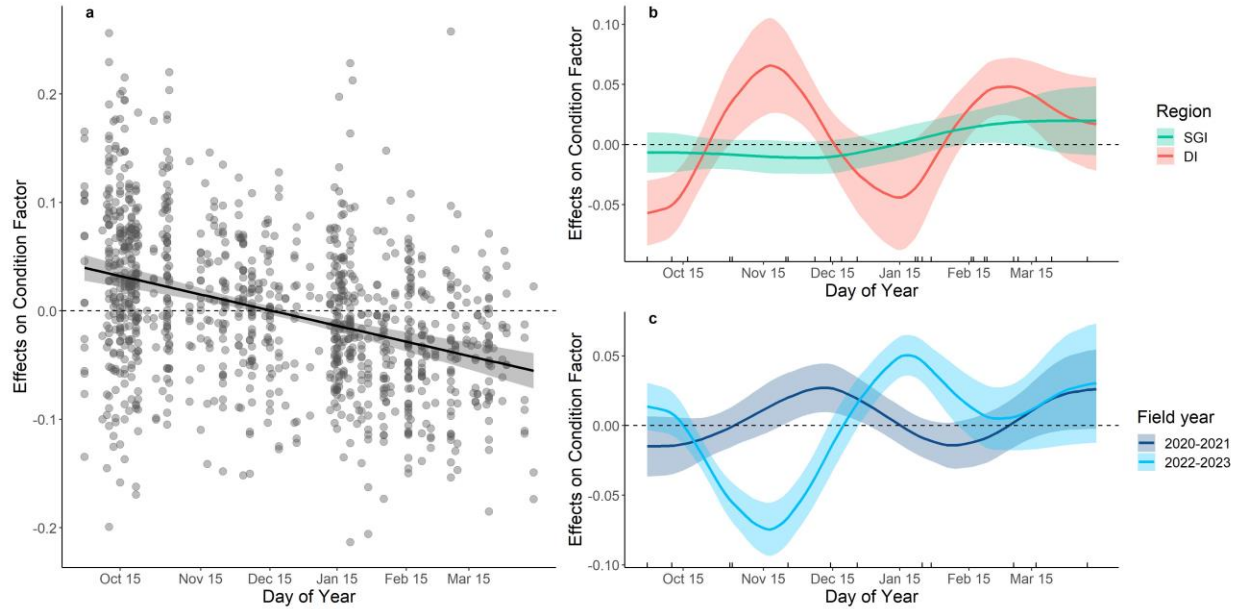 a
Effects on Condition Factor
0.2
0.1
0.0
-0.1
-0.2
Oct 15 Nov 15 Dec 15 Jan 15 Feb 15 Mar 15
Day of Year
b
Effects on Condition Factor
0.10
0.05
0.00
-0.05
Oct 15 Nov 15 Dec 15 Jan 15 Feb 15 Mar 15
Day of Year
Region
SGI
DI
c
Effects on Condition Factor
0.05
0.00
-0.05
-0.10
Oct 15 Nov 15 Dec 15 Jan 15 Feb 15 Mar 15
Day of Year
Field year
2020-2021
2022-2023